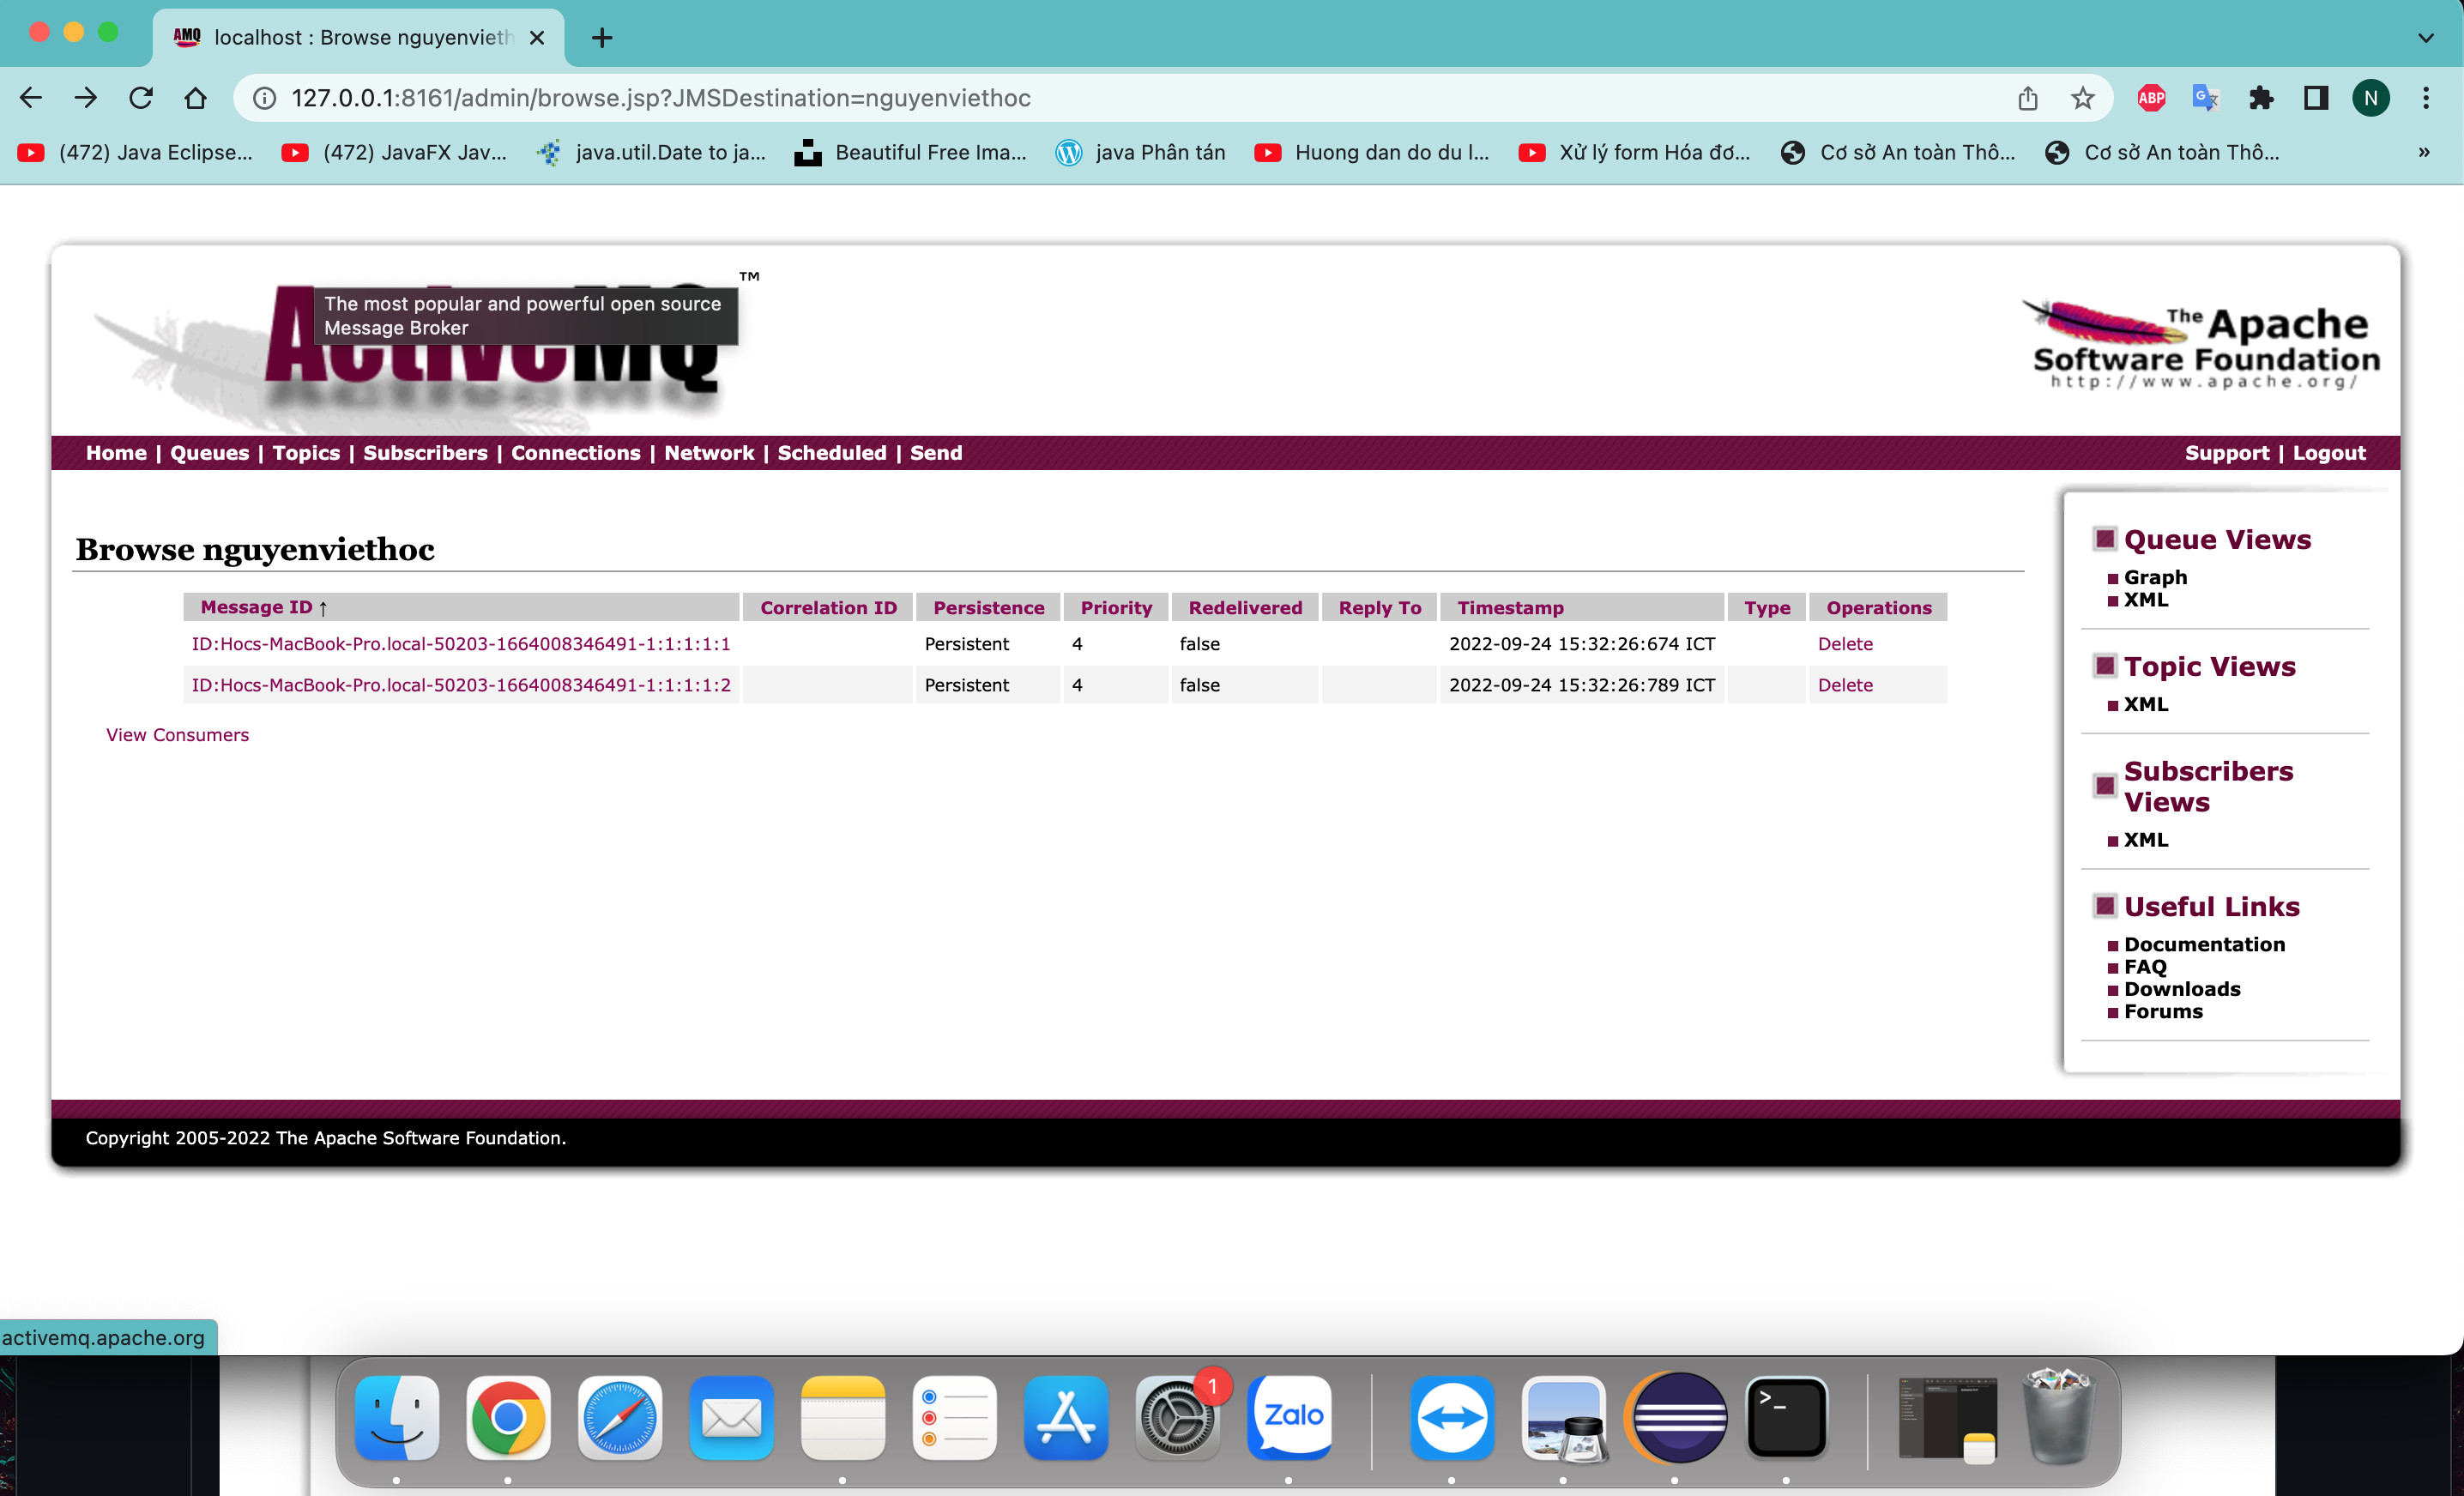 AMQ localhost : Browse nguyenvieth
127.0.0.1:8161/admin/browse.jsp?JMSDestination=nguyenviethoc
ABP
G
N
(472) Java Eclipse...
(472) JavaFX Jav...
java.util.Date to ja...
Beautiful Free Ima...
java Phân tán
Huong dan do du l...
Xử lý form Hóa đơ...
Cơ sở An toàn Thô...
Cơ sở An toàn Thô...
»
ActiveMQ™
The most popular and powerful open source
Message Broker
The Apache
Software Foundation
http://www.apache.org/
Home | Queues | Topics | Subscribers | Connections | Network | Scheduled | Send
Support | Logout
Browse nguyenviethoc
Message ID ↑ Correlation ID Persistence Priority Redelivered Reply To Timestamp Type Operations
ID:Hocs-MacBook-Pro.local-50203-1664008346491-1:1:1:1:1 Persistent 4 false 2022-09-24 15:32:26:674 ICT Delete
ID:Hocs-MacBook-Pro.local-50203-1664008346491-1:1:1:1:2 Persistent 4 false 2022-09-24 15:32:26:789 ICT Delete
View Consumers
Queue Views
Graph
XML
Topic Views
XML
Subscribers
Views
XML
Useful Links
Documentation
FAQ
Downloads
Forums
Copyright 2005-2022 The Apache Software Foundation.
activemq.apache.org
1
Zalo
>_